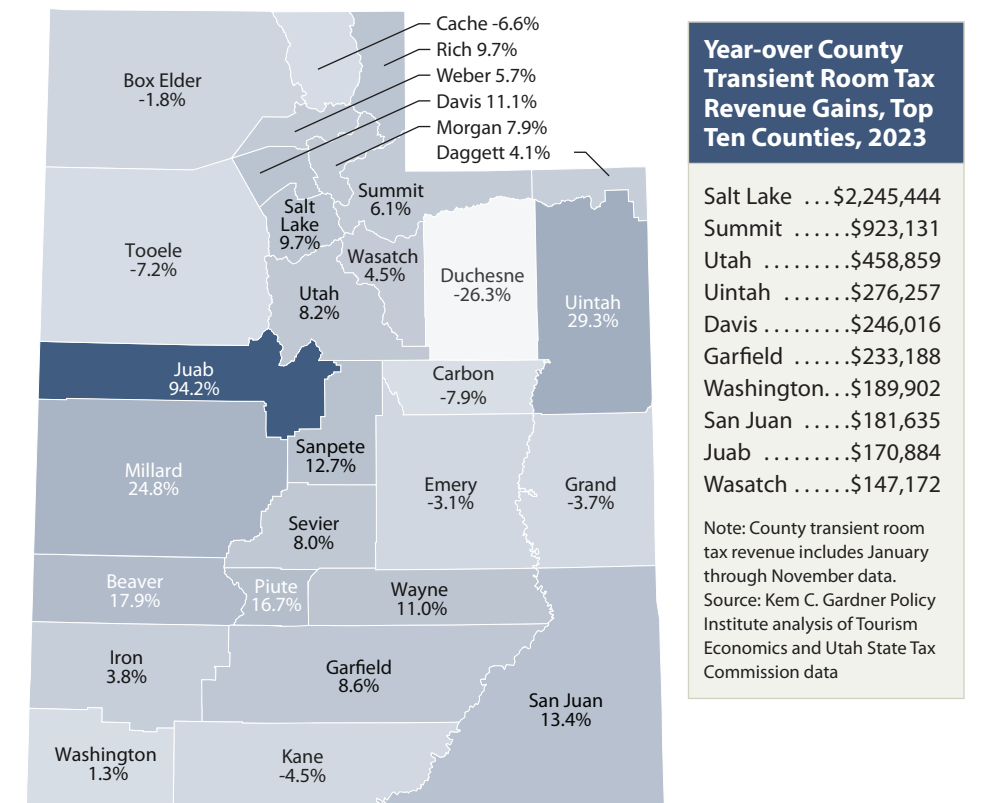 Cache -6.6%
Rich 9.7%
Weber 5.7%
Davis 11.1%
Morgan 7.9%
Daggett 4.1%
Box Elder
-1.8%
Summit
6.1%
Salt
Lake
9.7%
Tooele
-7.2%
Wasatch
4.5%
Duchesne
-26.3%
Utah
8.2%
Uintah
29.3%
Juab
94.2%
Carbon
-7.9%
Sanpete
12.7%
Millard
24.8%
Emery
-3.1%
Grand
-3.7%
Sevier
8.0%
Beaver
17.9%
Piute
16.7%
Wayne
11.0%
Iron
3.8%
Garfield
8.6%
San Juan
13.4%
Washington
1.3%
Kane
-4.5%
Year-over County
Transient Room Tax
Revenue Gains, Top
Ten Counties, 2023
Salt Lake ...$2,245,444
Summit ......$923,131
Utah .........$458,859
Uintah .......$276,257
Davis.........$246,016
Garfield ......$233,188
Washington...$189,902
San Juan .....$181,635
Juab .........$170,884
Wasatch ......$147,172
Note: County transient room
tax revenue includes January
through November data.
Source: Kem C. Gardner Policy
Institute analysis of Tourism
Economics and Utah State Tax
Commission data